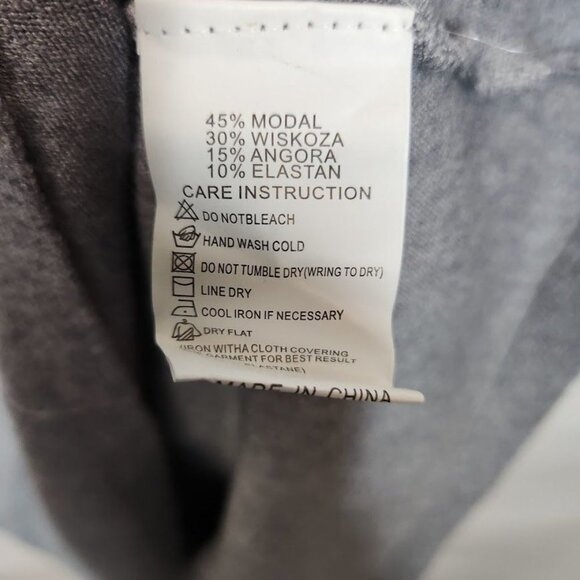 45% MODAL
30% WISKOZA
15% ANGORA
10% ELASTAN
CARE INSTRUCTION
DO NOTBLEACH
HAND WASH COLD
DO NOT TUMBLE DRY(WRING TO DRY)
LINE DRY
COOL IRON IF NECESSARY
DRY FLAT
(IRON WITHA CLOTH COVERING
GARMENT FOR BEST RESULT
ELASTANE)
MADE IN CHINA